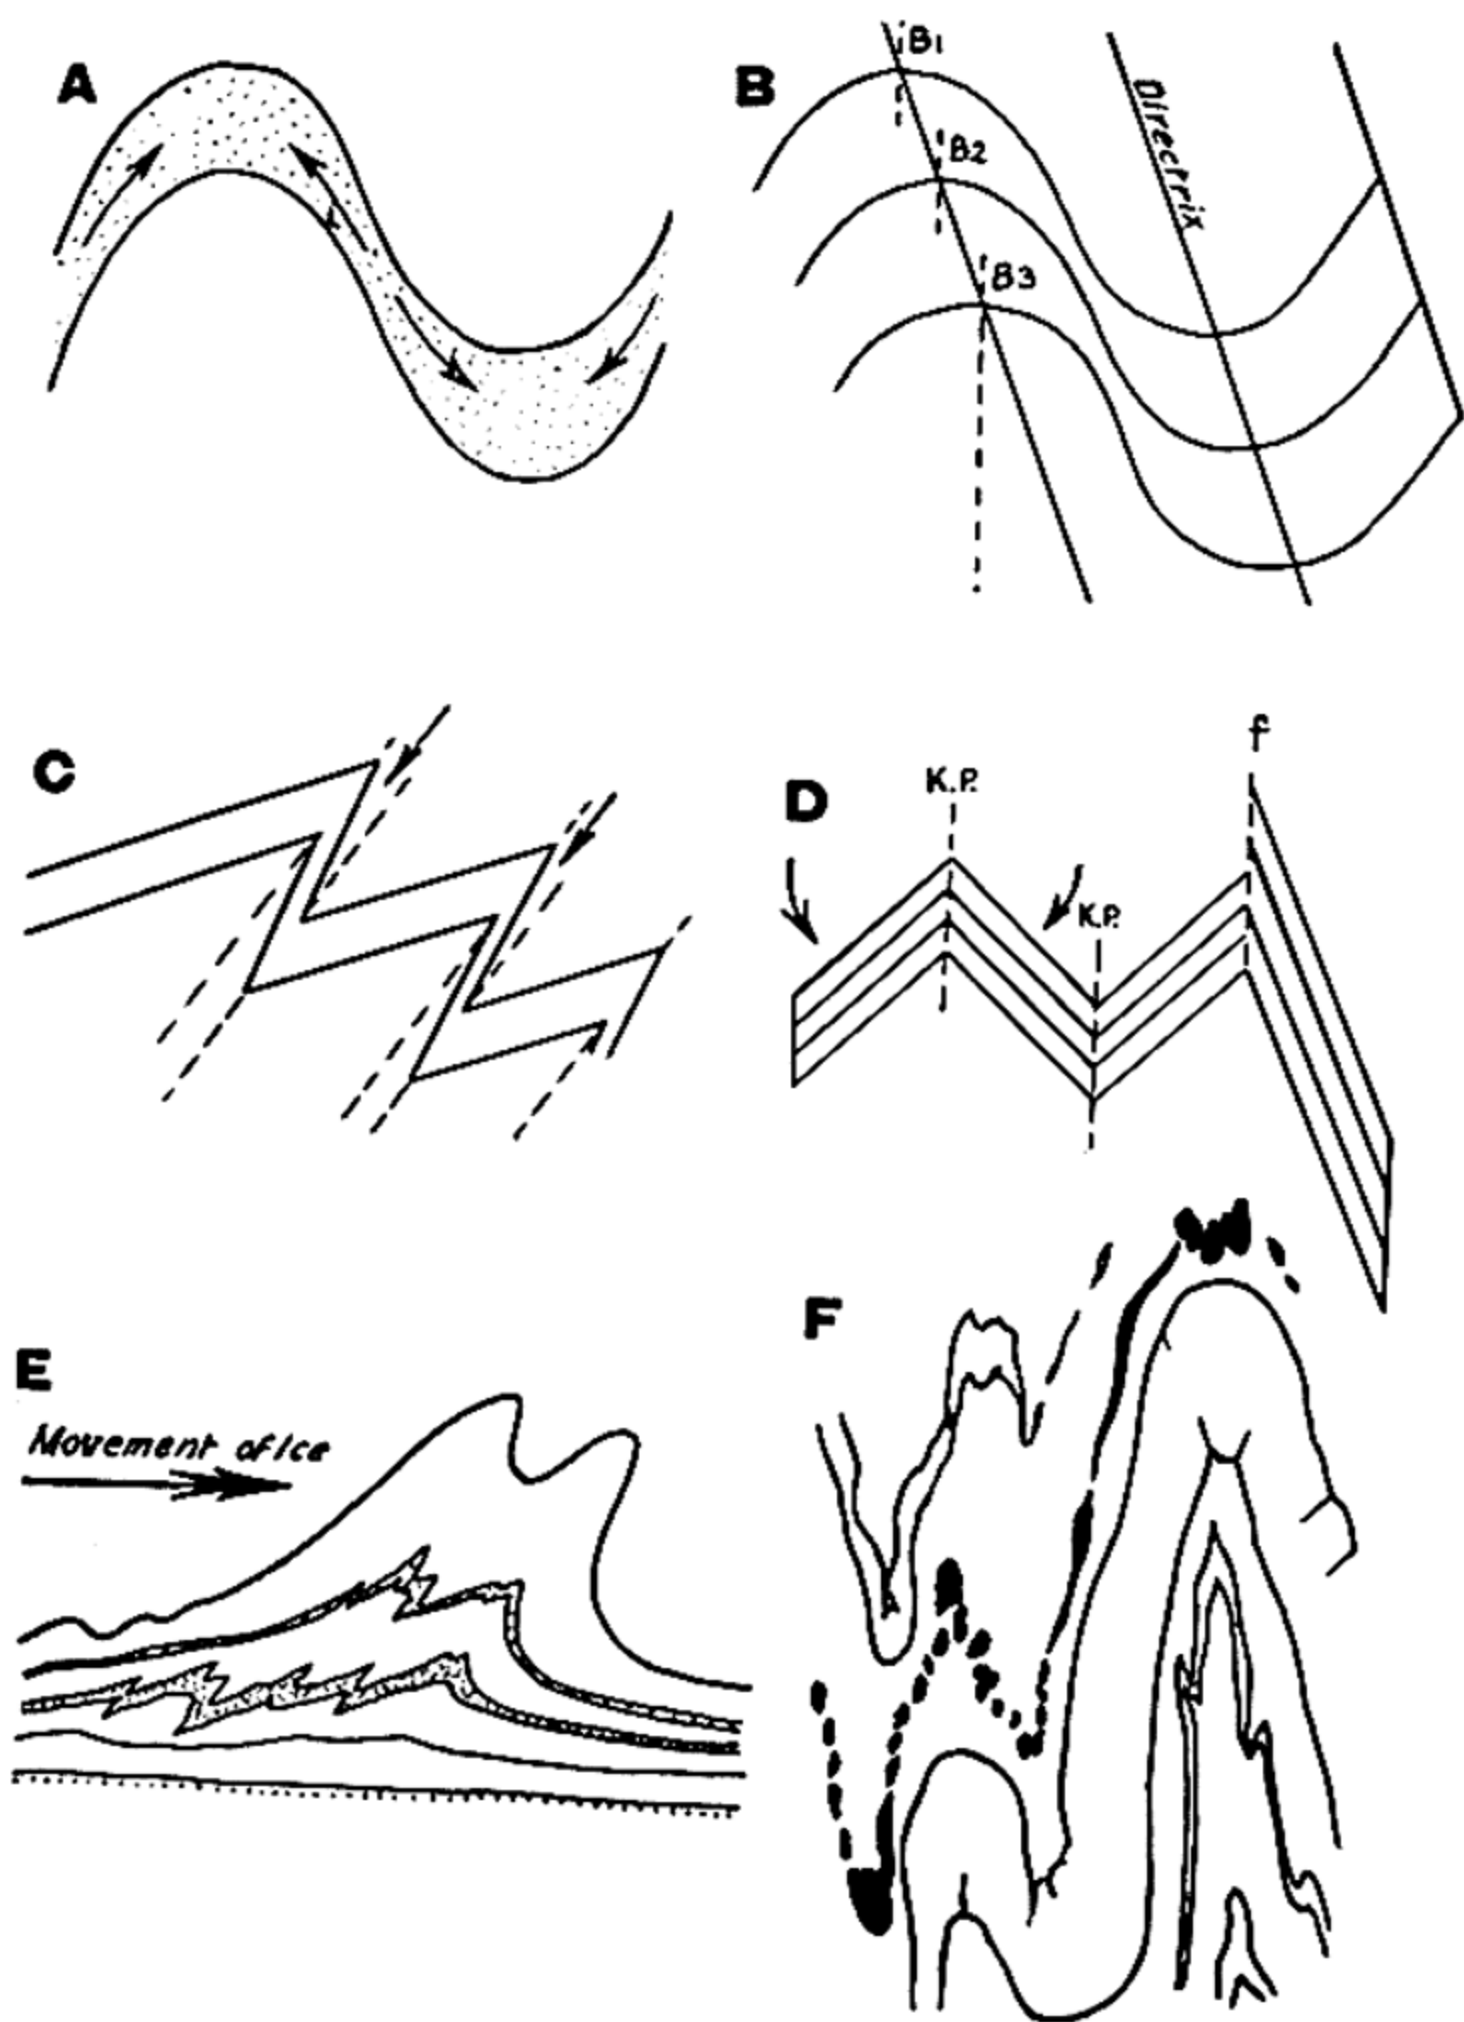 A
B
B1
B2
B3
Directrix
C
D
K.P.
K.P.
f
E
Movement of Ice
F